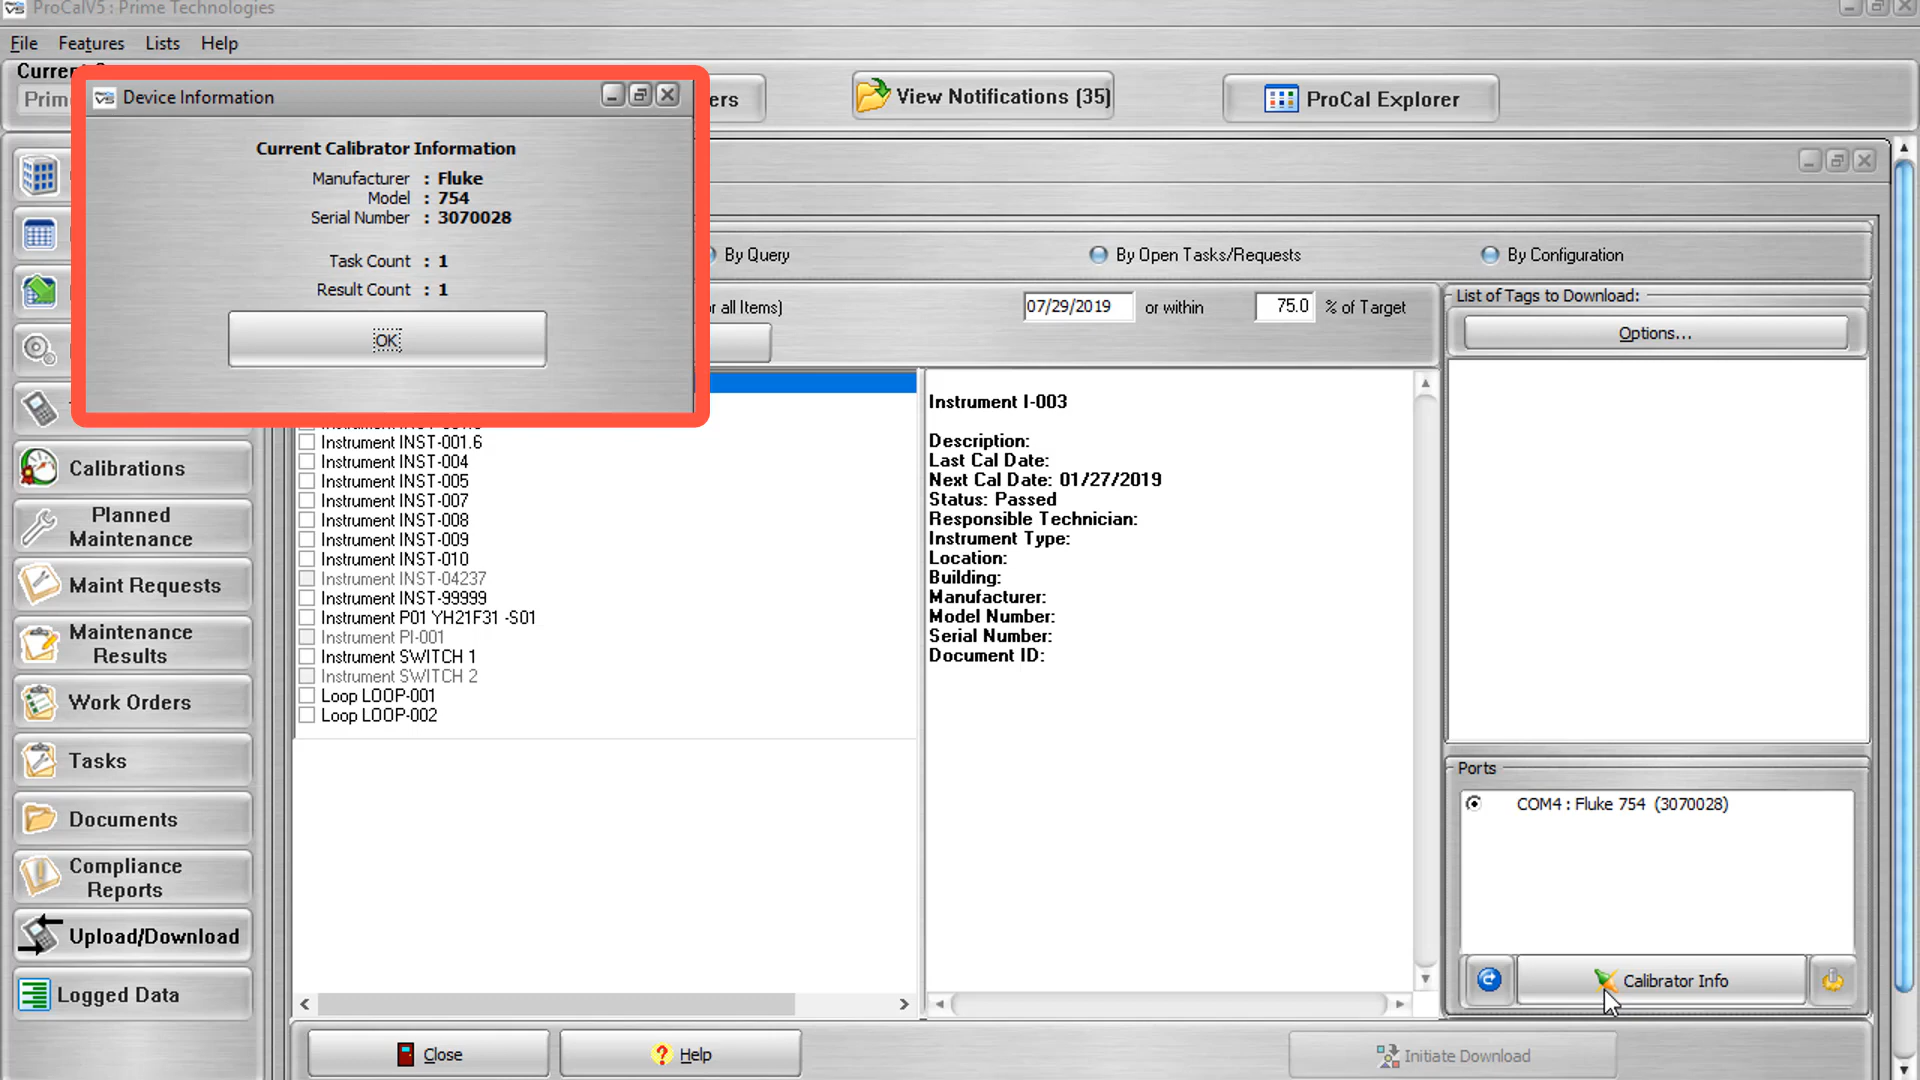 ProCalV5 : Prime Technologies
File Features Lists Help
Prim
ers
View Notifications (35)
ProCal Explorer
Device Information
Current Calibrator Information
Manufacturer : Fluke
Model : 754
Serial Number : 3070028
Task Count : 1
Result Count : 1
OK
By Query
By Open Tasks/Requests
By Configuration
r all Items)
07/29/2019 or within 75.0 % of Target
List of Tags to Download:
Options...
Calibrations
Planned
Maintenance
Maint Requests
Maintenance
Results
Work Orders
Tasks
Documents
Compliance
Reports
Upload/Download
Logged Data
Instrument INST-001.6
Instrument INST-004
Instrument INST-005
Instrument INST-007
Instrument INST-008
Instrument INST-009
Instrument INST-010
Instrument INST-04237
Instrument INST-99999
Instrument P01 YH21F31 -S01
Instrument PI-001
Instrument SWITCH 1
Instrument SWITCH 2
Loop LOOP-001
Loop LOOP-002
Instrument I-003
Description:
Last Cal Date:
Next Cal Date: 01/27/2019
Status: Passed
Responsible Technician:
Instrument Type:
Location:
Building:
Manufacturer:
Model Number:
Serial Number:
Document ID:
Ports
COM4 : Fluke 754 (3070028)
Calibrator Info
Close
Help
Initiate Download